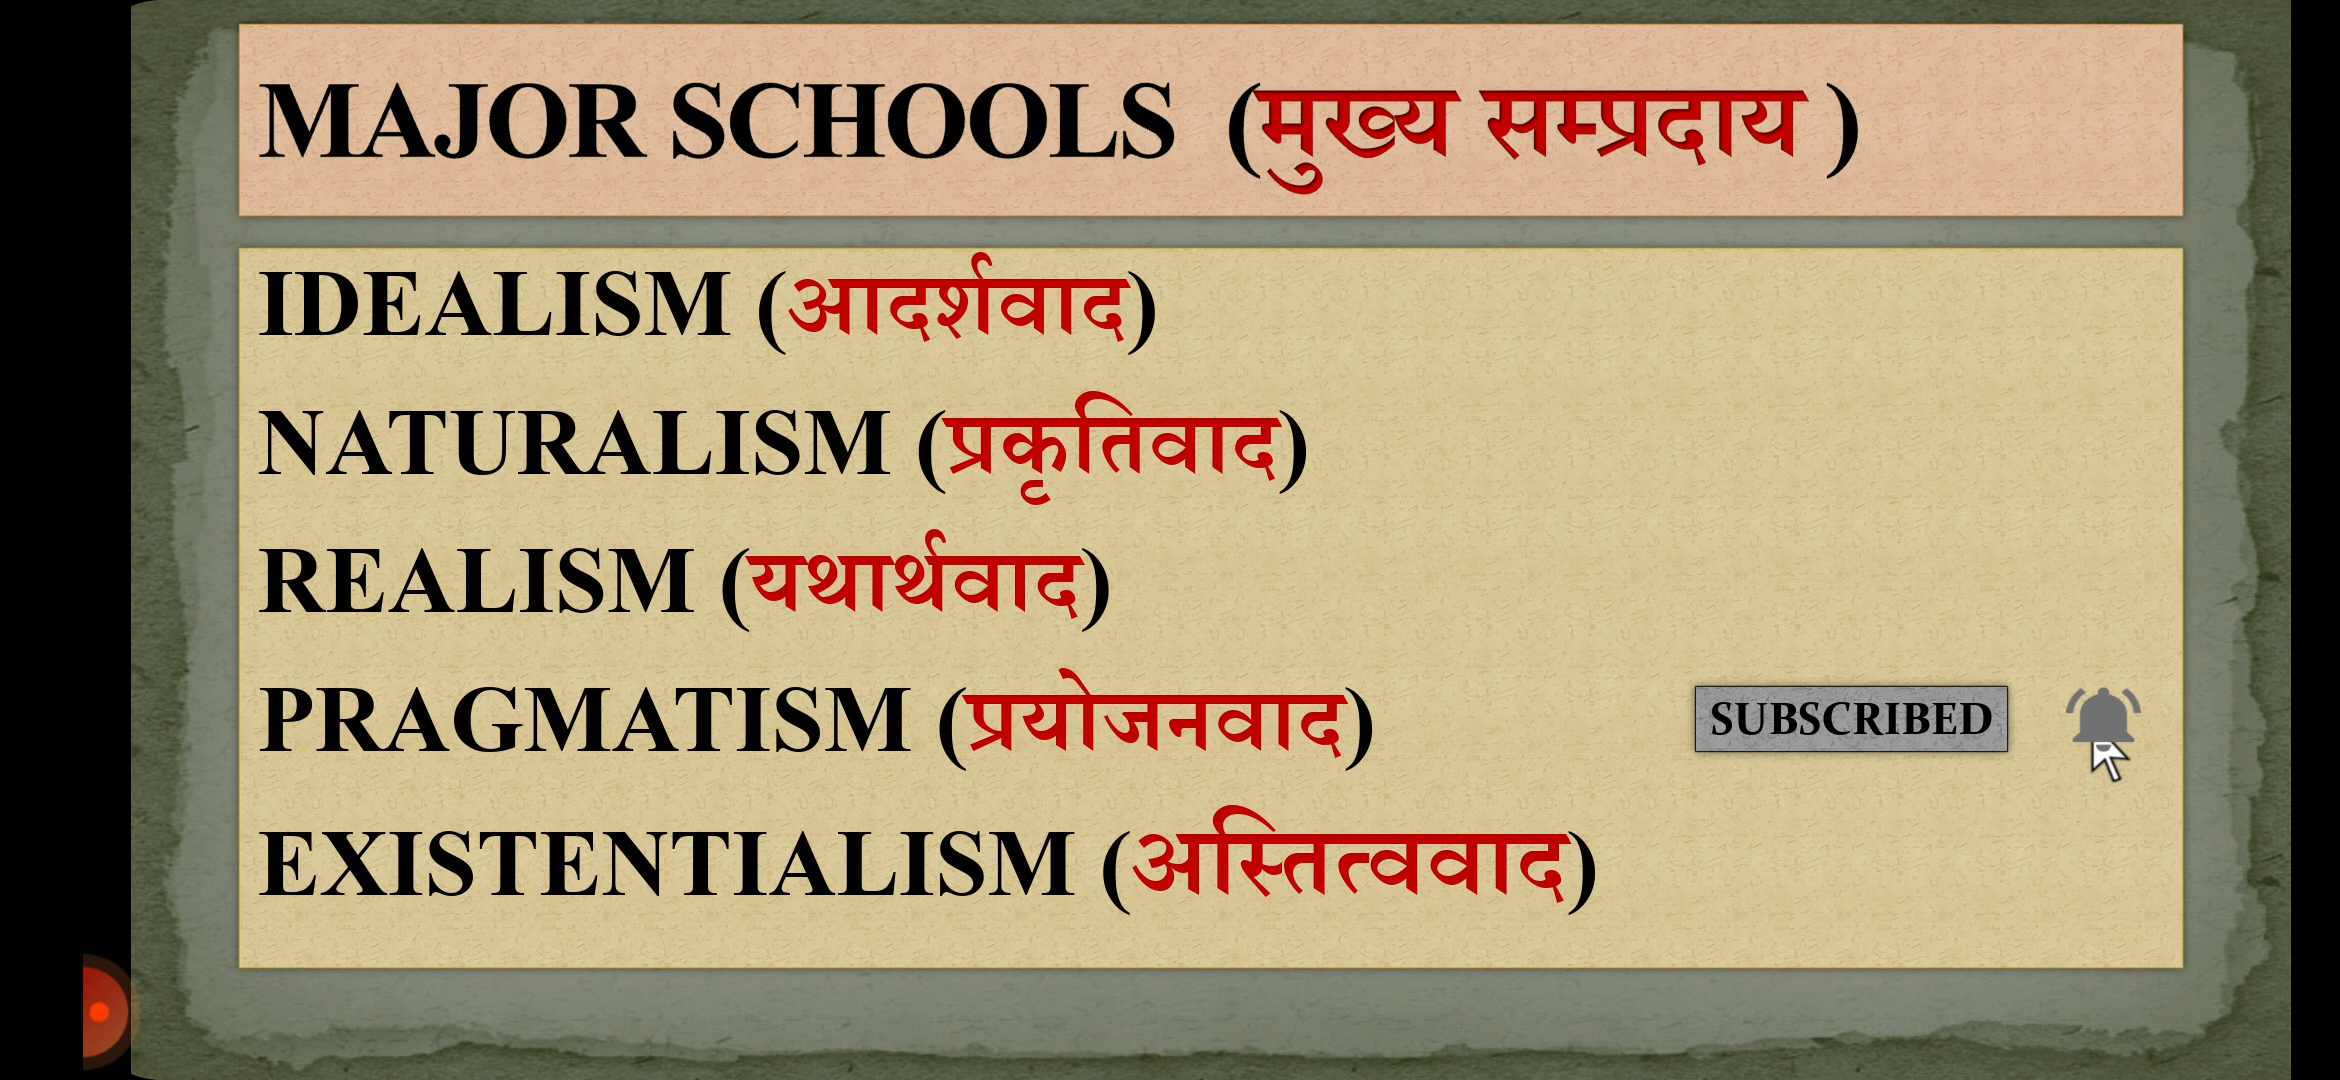 MAJOR SCHOOLS (मुख्य सम्प्रदाय )
IDEALISM (आदर्शवाद)
NATURALISM (प्रकृतिवाद)
REALISM (यथार्थवाद)
PRAGMATISM (प्रयोजनवाद)
SUBSCRIBED
EXISTENTIALISM (अस्तित्ववाद)